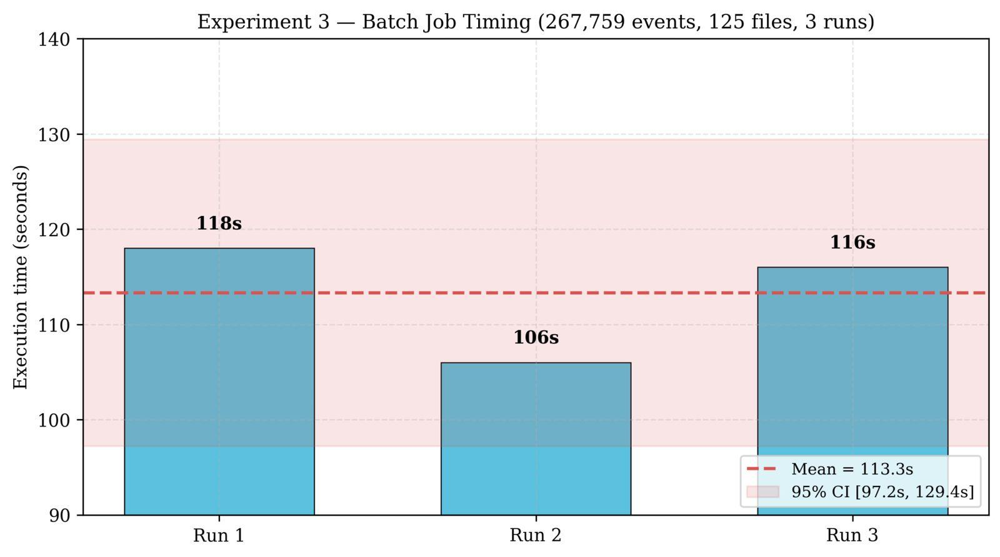 Experiment 3 — Batch Job Timing (267,759 events, 125 files, 3 runs)
Execution time (seconds)
140
130
120
110
100
90
118s
106s
116s
Mean = 113.3s
95% CI [97.2s, 129.4s]
Run 1
Run 2
Run 3